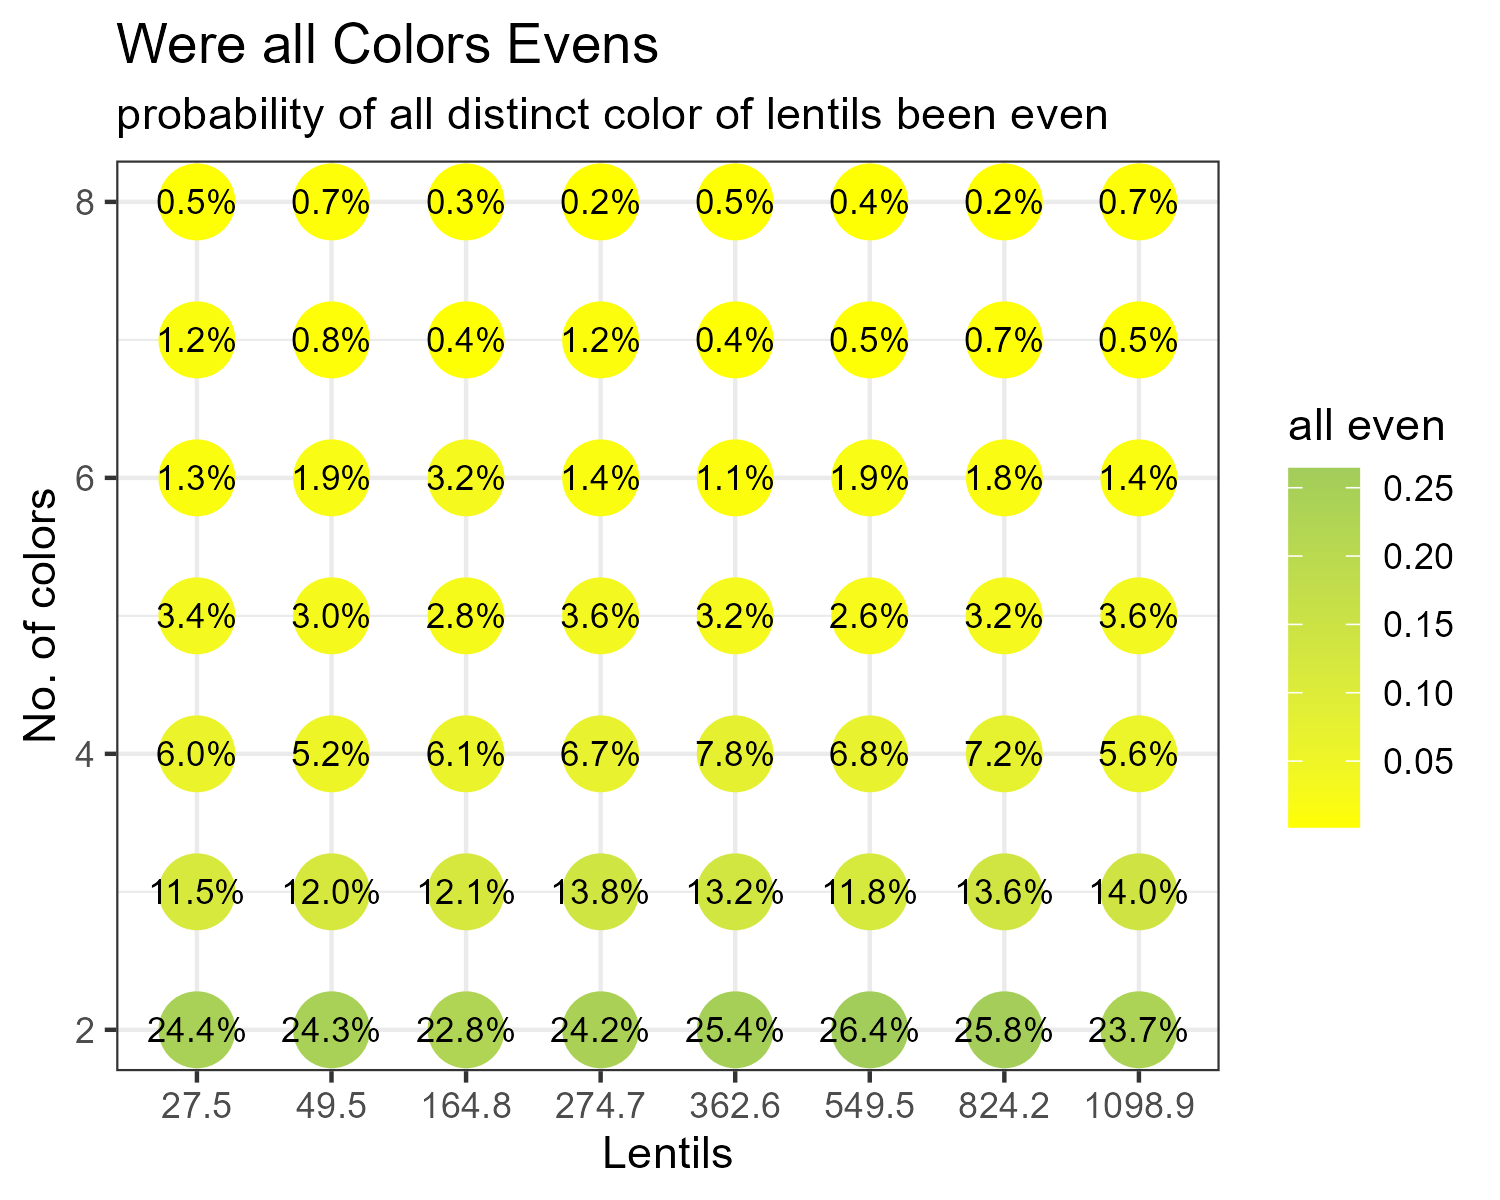 Were all Colors Evens
probability of all distinct color of lentils been even
8
0.5% 0.7% 0.3% 0.2% 0.5% 0.4% 0.2% 0.7%
1.2% 0.8% 0.4% 1.2% 0.4% 0.5% 0.7% 0.5%
6
1.3% 1.9% 3.2% 1.4% 1.1% 1.9% 1.8% 1.4%
3.4% 3.0% 2.8% 3.6% 3.2% 2.6% 3.2% 3.6%
4
6.0% 5.2% 6.1% 6.7% 7.8% 6.8% 7.2% 5.6%
11.5% 12.0% 12.1% 13.8% 13.2% 11.8% 13.6% 14.0%
2
24.4% 24.3% 22.8% 24.2% 25.4% 26.4% 25.8% 23.7%
27.5 49.5 164.8 274.7 362.6 549.5 824.2 1098.9
Lentils
No. of colors
all even
0.25
0.20
0.15
0.10
0.05